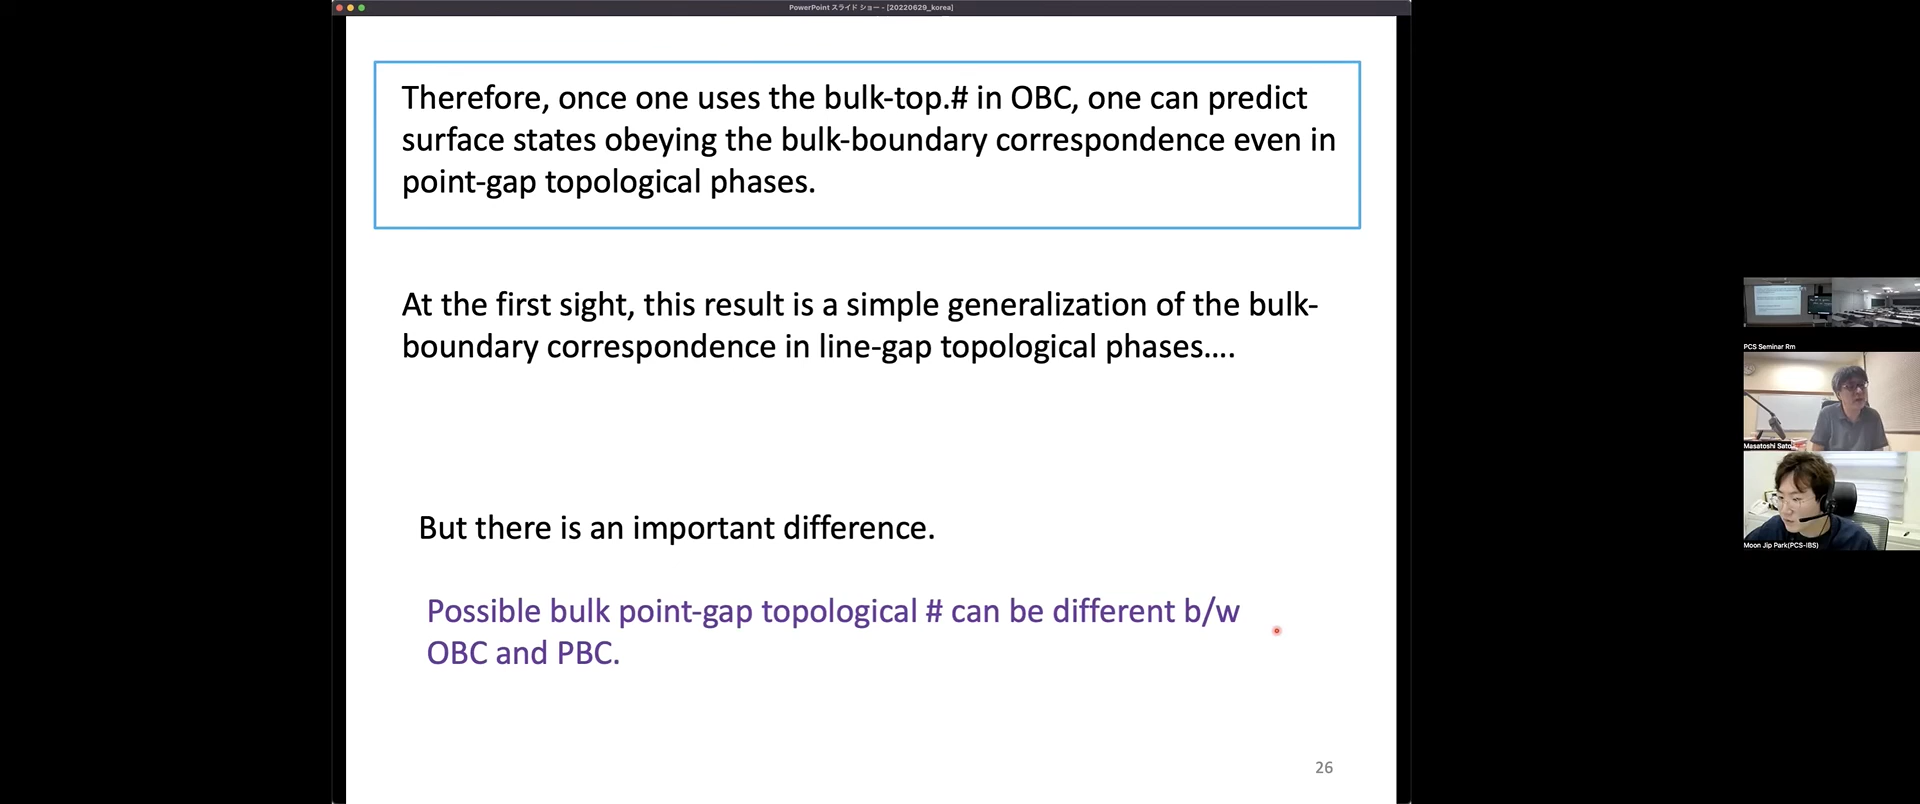 PowerPoint スライド ショー - [20220629_korea]
Therefore, once one uses the bulk-top.# in OBC, one can predict
surface states obeying the bulk-boundary correspondence even in
point-gap topological phases.
At the first sight, this result is a simple generalization of the bulk-
boundary correspondence in line-gap topological phases....
But there is an important difference.
Possible bulk point-gap topological # can be different b/w
OBC and PBC.
26
PCS Seminar Rm
Masatoshi Sato
Moon Jip Park(PCS-IBS)